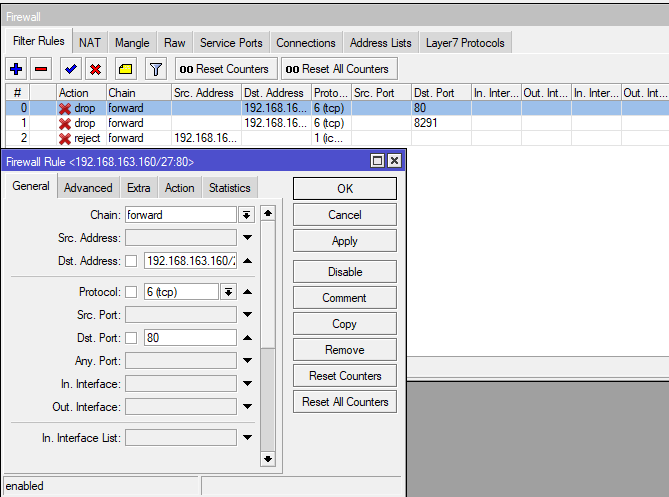 Firewall
Filter Rules NAT Mangle Raw Service Ports Connections Address Lists Layer7 Protocols
00 Reset Counters 00 Reset All Counters
# Action Chain Src. Address Dst. Address Proto... Src. Port Dst. Port In. Inter... Out. Int... In. Inter... Out. Int...
0 drop forward 192.168.16... 6 (tcp) 80
1 drop forward 192.168.16... 6 (tcp) 8291
2 reject forward 192.168.16... 1 (ic...
Firewall Rule <192.168.163.160/27:80>
General Advanced Extra Action Statistics
OK
Chain: forward
Cancel
Src. Address:
Apply
Dst. Address: 192.168.163.160/2
Disable
Protocol: 6 (tcp)
Comment
Src. Port:
Copy
Dst. Port: 80
Remove
Any. Port:
Reset Counters
In. Interface:
Reset All Counters
Out. Interface:
In. Interface List:
enabled